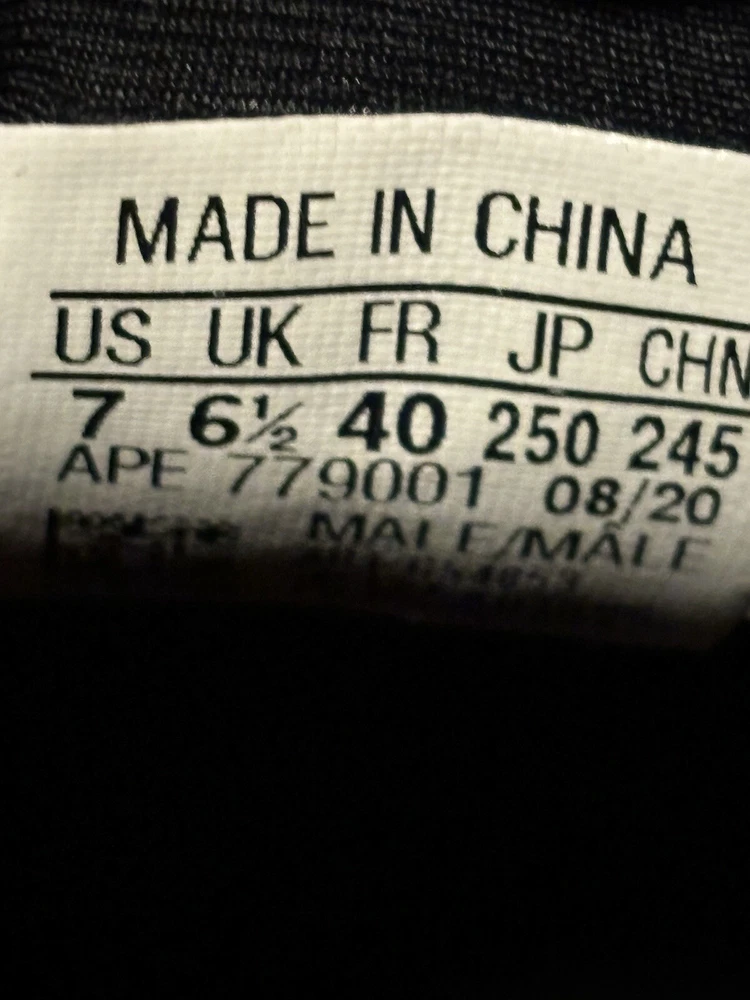 MADE IN CHINA
US UK FR JP CHN
7 6½ 40 250 245
APE 779001 08/20
MALE/MÂLE